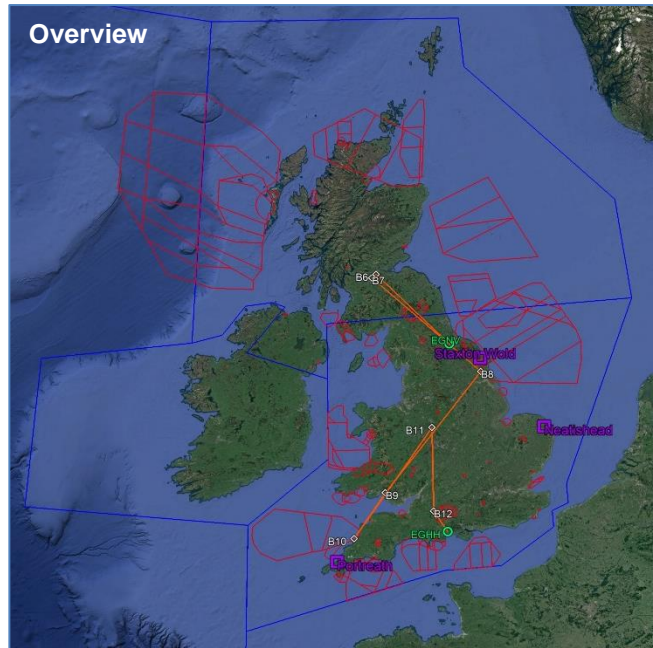 Overview
B6
B7
EGNV
Staxton Wold
B8
B11
Neatishead
B9
B12
EGHH
B10
Portreath